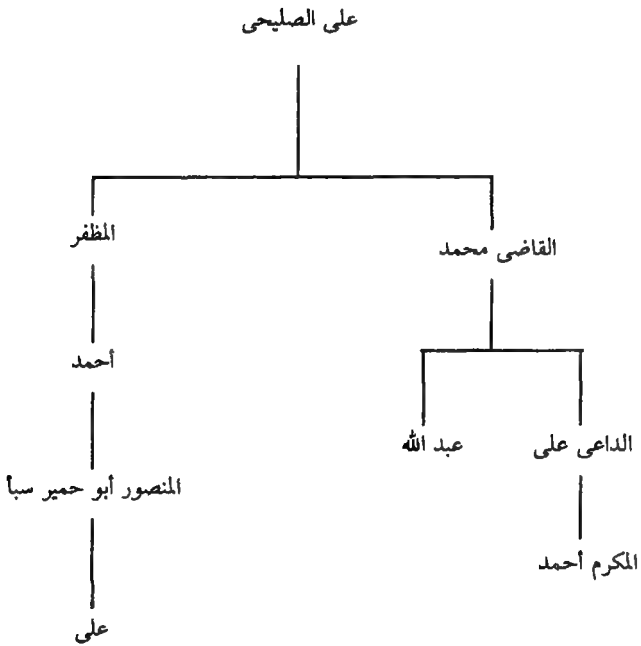 على الصليحى
القاضى محمد
المظفر
أحمد
الداعى على
عبد الله
المنصور أبو حمير سبأ
المكرم أحمد
على